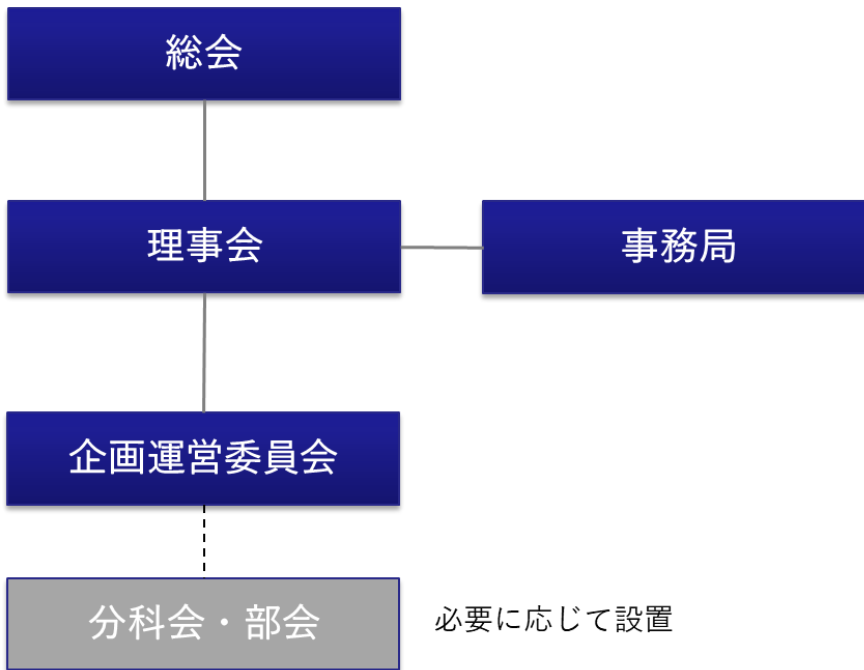 総会
理事会
事務局
企画運営委員会
分科会・部会
必要に応じて設置